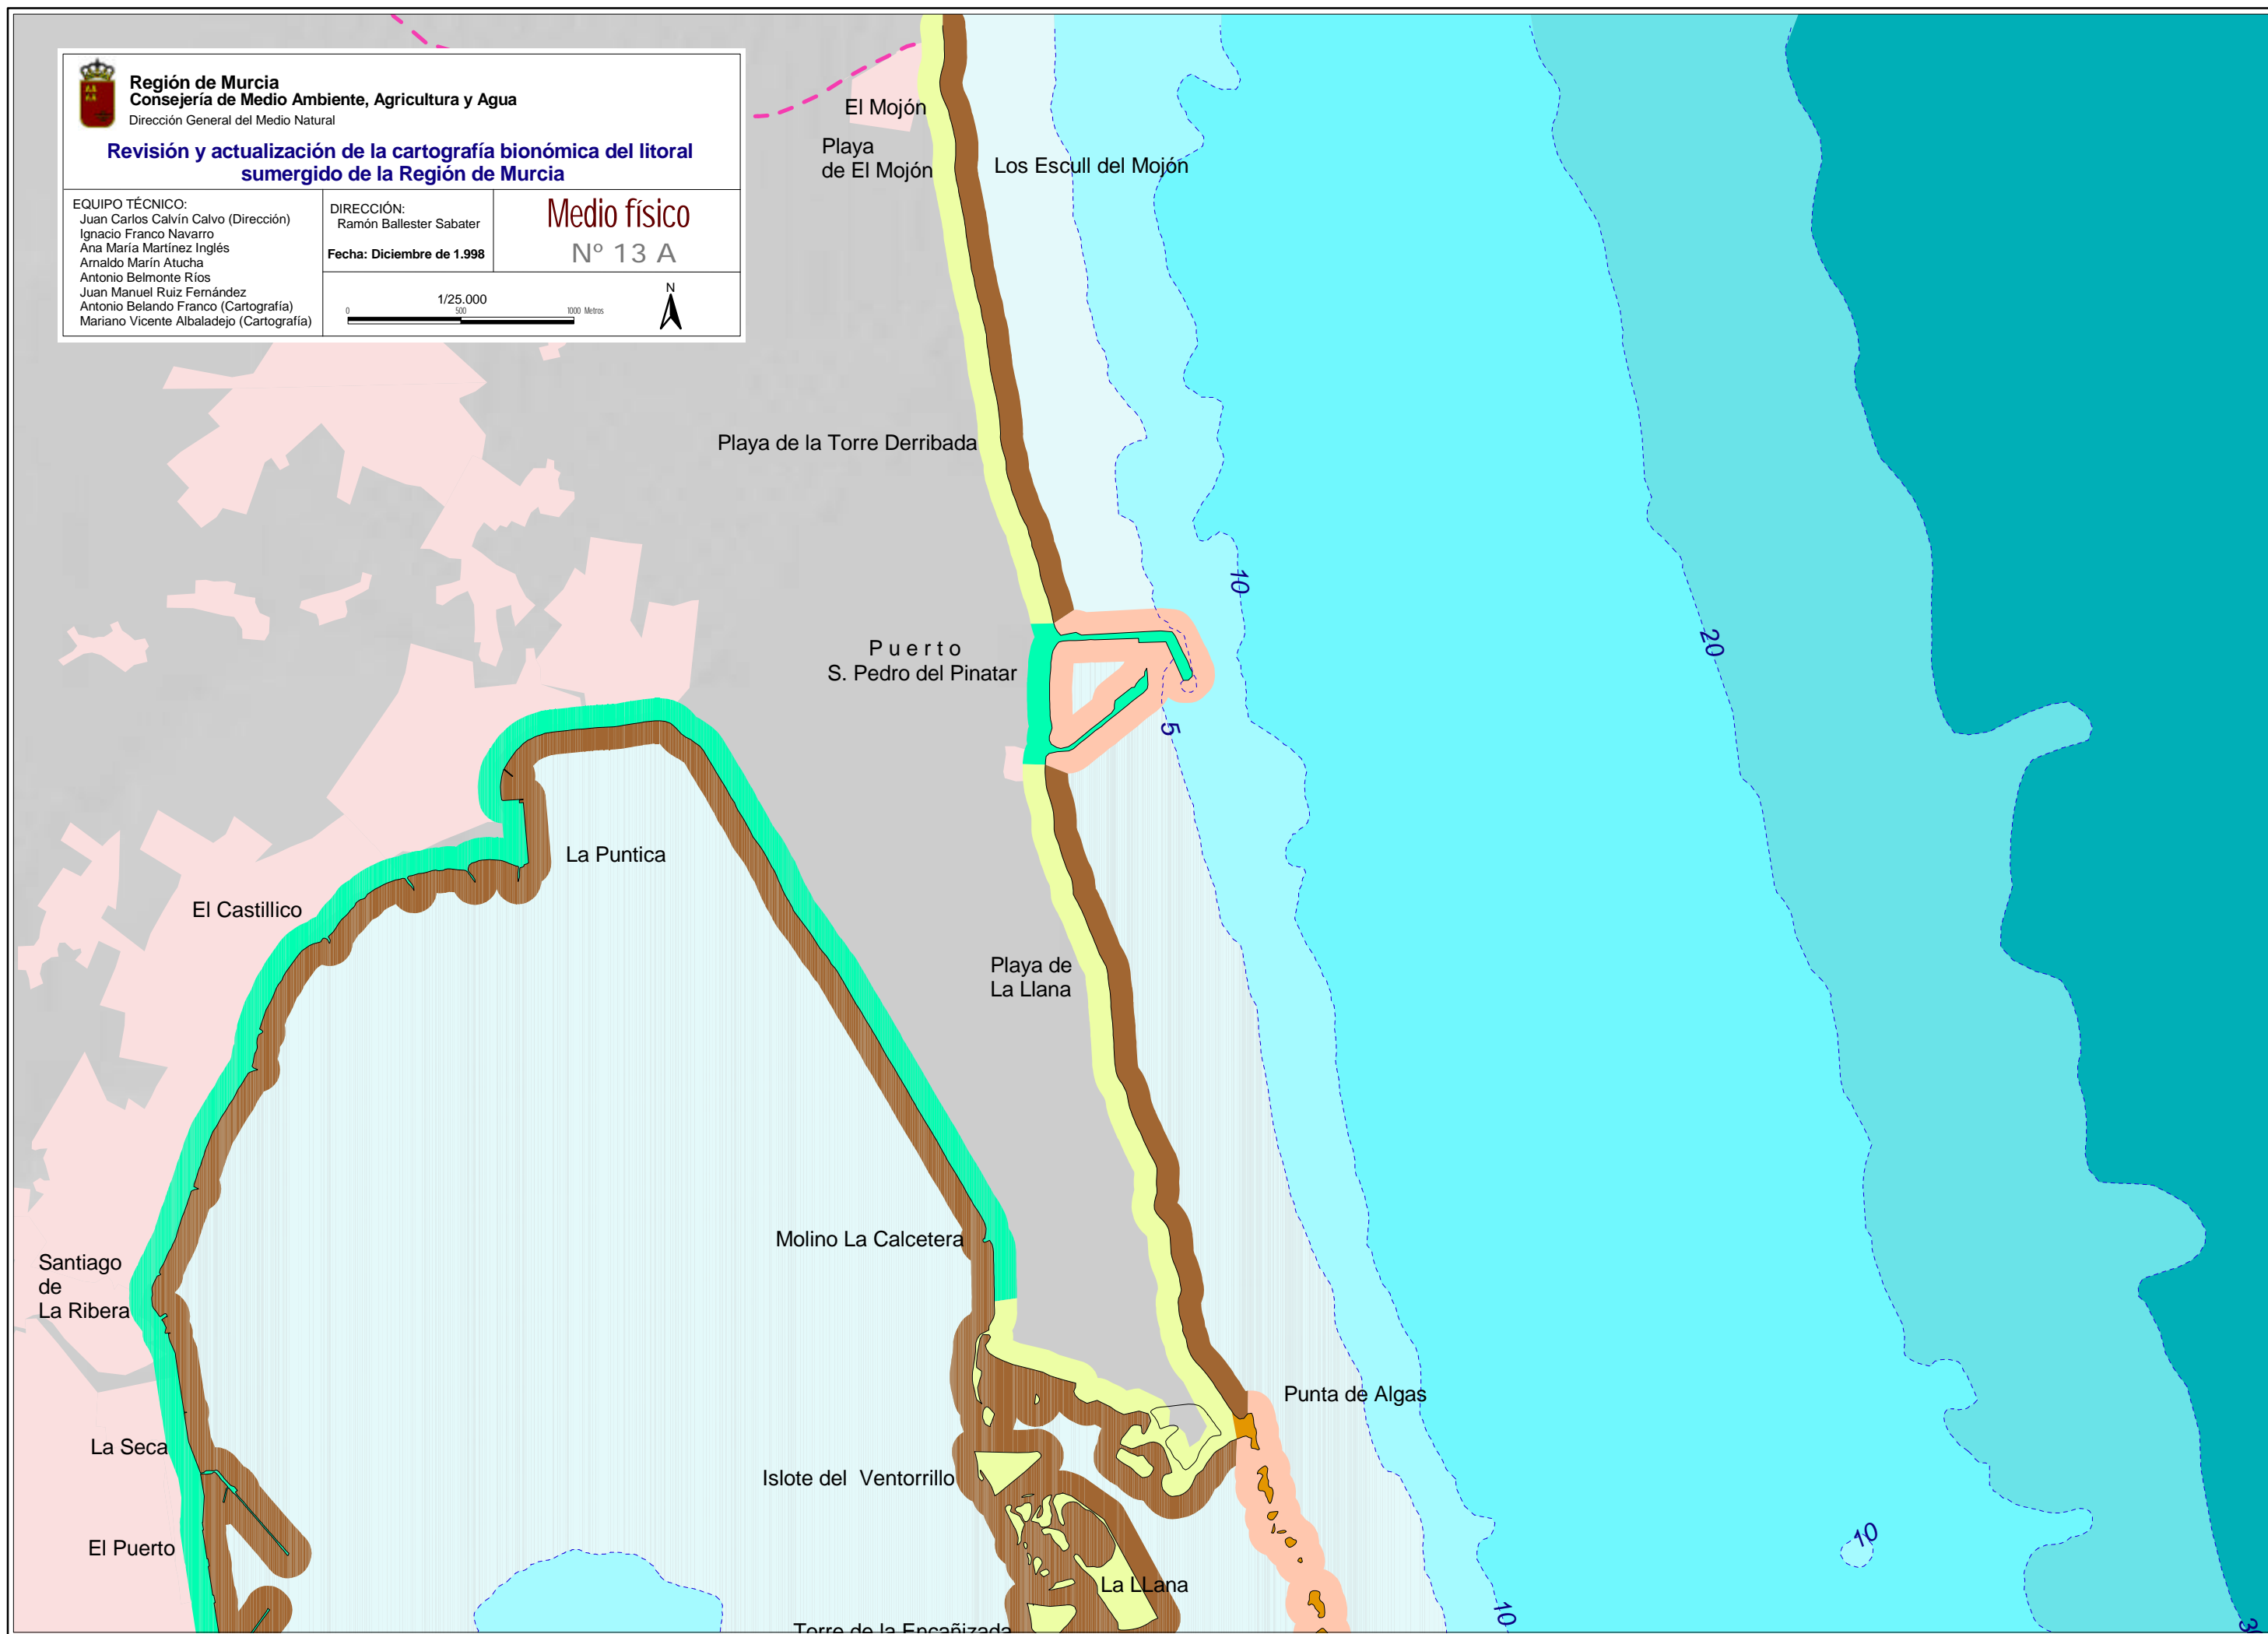 Región de Murcia
Consejería de Medio Ambiente, Agricultura y Agua
Dirección General del Medio Natural
Revisión y actualización de la cartografía bionómica del litoral
sumergido de la Región de Murcia
EQUIPO TÉCNICO:
Juan Carlos Calvín Calvo (Dirección)
Ignacio Franco Navarro
Ana María Martínez Inglés
Arnaldo Marín Atucha
Antonio Belmonte Ríos
Juan Manuel Ruiz Fernández
Antonio Belando Franco (Cartografía)
Mariano Vicente Albaladejo (Cartografía)
DIRECCIÓN:
Ramón Ballester Sabater
Fecha: Diciembre de 1.998
Medio físico
Nº 13 A
1/25.000
0 500 1000 Metros
N
El Mojón
Playa
de El Mojón
Los Escull del Mojón
Playa de la Torre Derribada
10
20
Puerto
S. Pedro del Pinatar
5
La Puntica
El Castillico
Playa de
La Llana
Molino La Calcetera
Santiago
de
La Ribera
Punta de Algas
La Seca
Islote del Ventorrillo
El Puerto
10
La LLana
10
Torre de la Encañizada